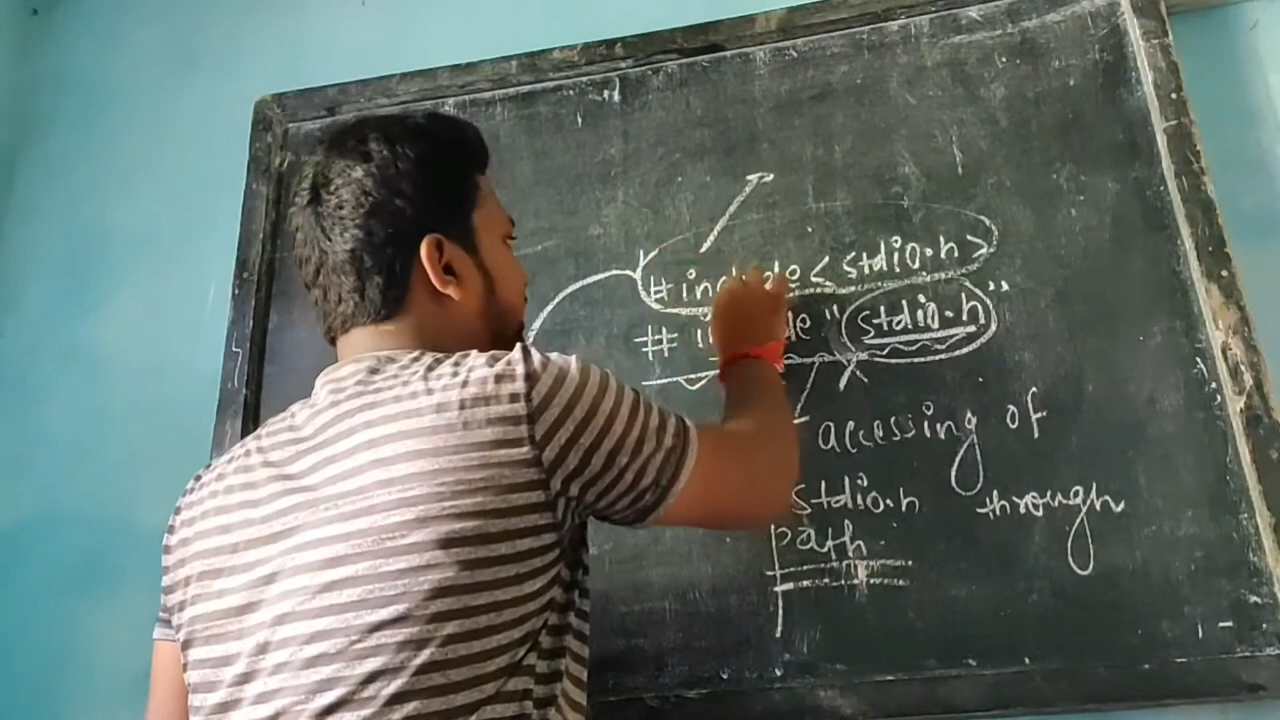 #include < stdio.h >
# include "stdio.h"
accessing of
stdio.h through
path.